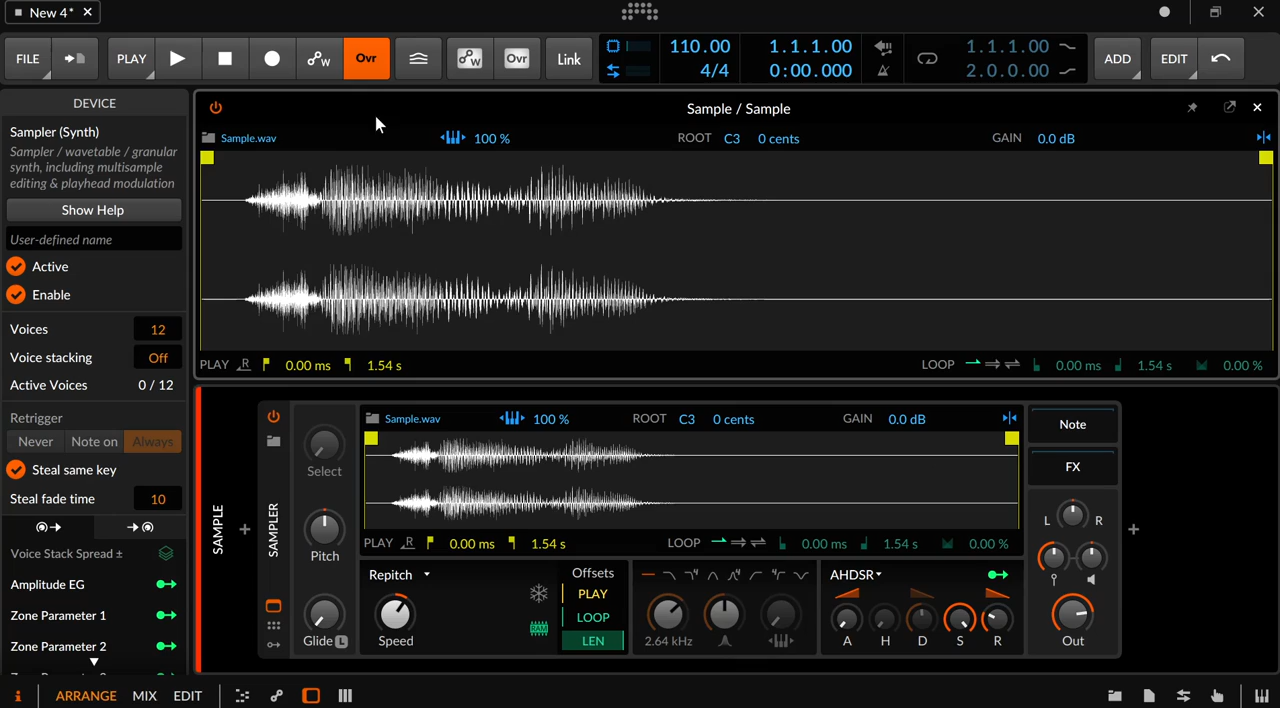 New 4*
FILE PLAY Ovr Ovr Link 110.00 4/4 1.1.1.00 0:00.000 1.1.1.00 2.0.0.00 ADD EDIT
DEVICE
Sampler (Synth)
Sampler / wavetable / granular
synth, including multisample
editing & playhead modulation
Show Help
User-defined name
Active
Enable
Voices 12
Voice stacking Off
Active Voices 0 / 12
Retrigger
Never Note on Always
Steal same key
Steal fade time 10
Voice Stack Spread ±
Amplitude EG
Zone Parameter 1
Zone Parameter 2
Sample / Sample
Sample.wav 100 % ROOT C3 0 cents GAIN 0.0 dB
PLAY R 0.00 ms 1.54 s LOOP 0.00 ms 1.54 s 0.00 %
SAMPLE
SAMPLER
Select
Pitch
Glide L
Sample.wav 100 % ROOT C3 0 cents GAIN 0.0 dB
PLAY R 0.00 ms 1.54 s LOOP 0.00 ms 1.54 s 0.00 %
Repitch
Speed
Offsets
PLAY
LOOP
LEN
RAM
2.64 kHz
AHDSR
A H D S R
Note
FX
L R
Out
i ARRANGE MIX EDIT